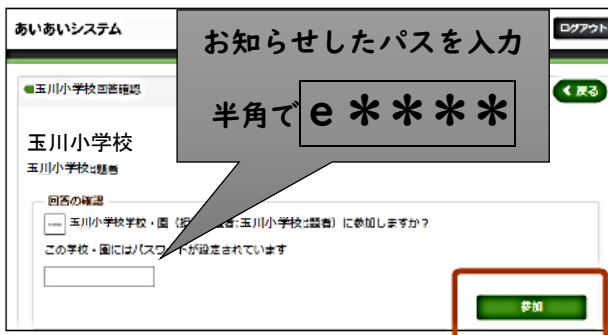 あいあいシステム
ログアウト
お知らせしたパスを入力
半角でe＊＊＊＊
玉川小学校回答確認
戻る
玉川小学校
玉川小学校出題者
回答の確認
玉川小学校学校・園
玉川小学校出題者）に参加しますか？
この学校・園にはパスワードが設定されています
参加